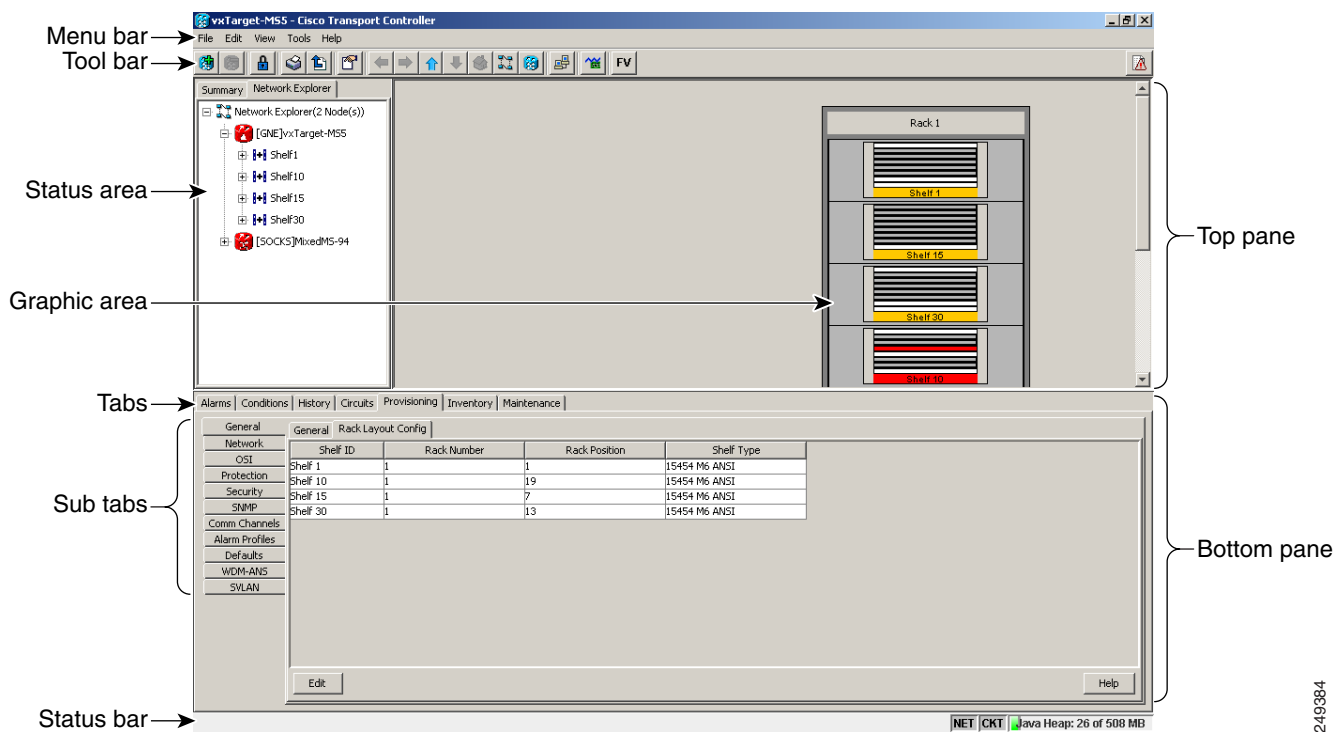 vxTarget-MS5 - Cisco Transport Controller
Menu bar
File Edit View Tools Help
Tool bar
FV
Summary Network Explorer
Network Explorer(2 Node(s))
[GNE]vxTarget-MS5
Shelf1
Shelf10
Shelf15
Shelf30
[SOCKS]MixedMS-94
Status area
Graphic area
Rack 1
Shelf 1
Shelf 15
Shelf 30
Shelf 10
Top pane
Tabs
Alarms Conditions History Circuits Provisioning Inventory Maintenance
Sub tabs
General
Network
OSI
Protection
Security
SNMP
Comm Channels
Alarm Profiles
Defaults
WDM-ANS
SVLAN
General Rack Layout Config
Shelf ID Rack Number Rack Position Shelf Type
Shelf 1 1 1 15454 M6 ANSI
Shelf 10 1 19 15454 M6 ANSI
Shelf 15 1 7 15454 M6 ANSI
Shelf 30 1 13 15454 M6 ANSI
Bottom pane
Edit Help
Status bar
NET CKT Java Heap: 26 of 508 MB
249384